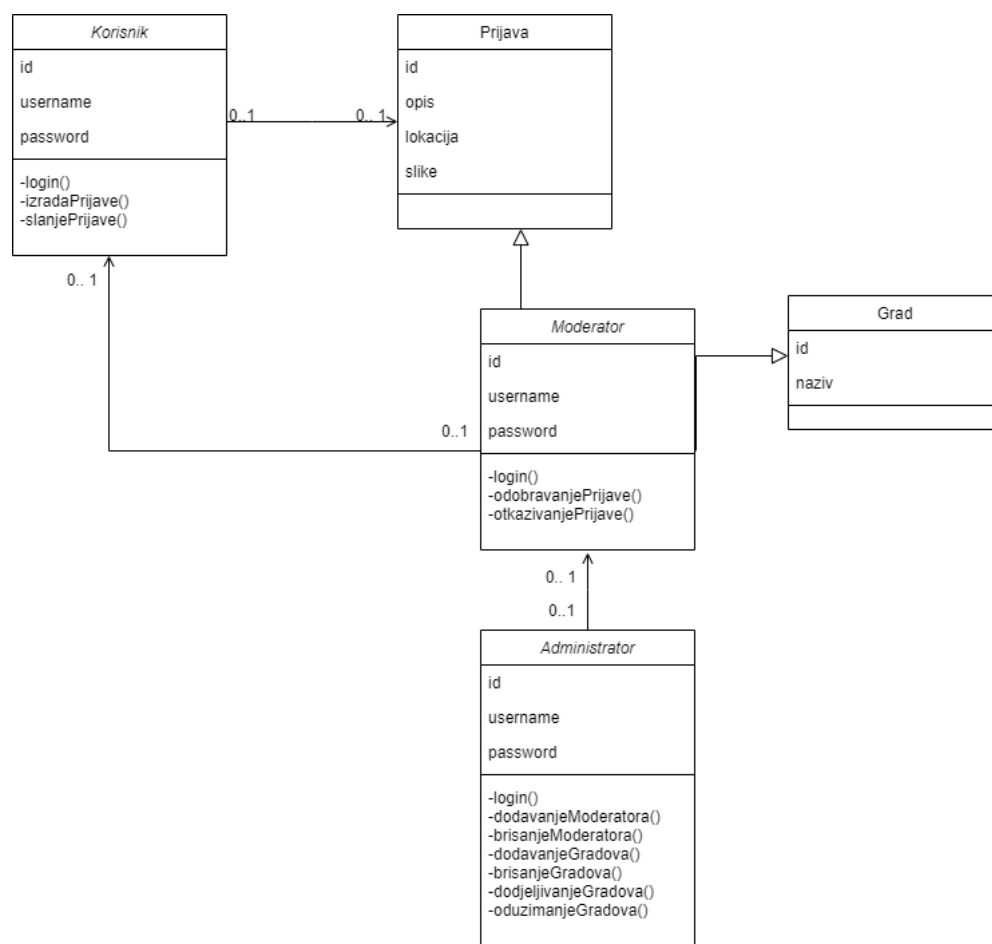 Korisnik
id
username
password
-login()
-izradaPrijave()
-slanjePrijave()
0..1
0..1
Prijava
id
opis
lokacija
slike
0.. 1
0..1
Moderator
id
username
password
-login()
-odobravanjePrijave()
-otkazivanjePrijave()
Grad
id
naziv
0.. 1
0..1
Administrator
id
username
password
-login()
-dodavanjeModeratora()
-brisanjeModeratora()
-dodavanjeGradova()
-brisanjeGradova()
-dodjeljivanjeGradova()
-oduzimanjeGradova()